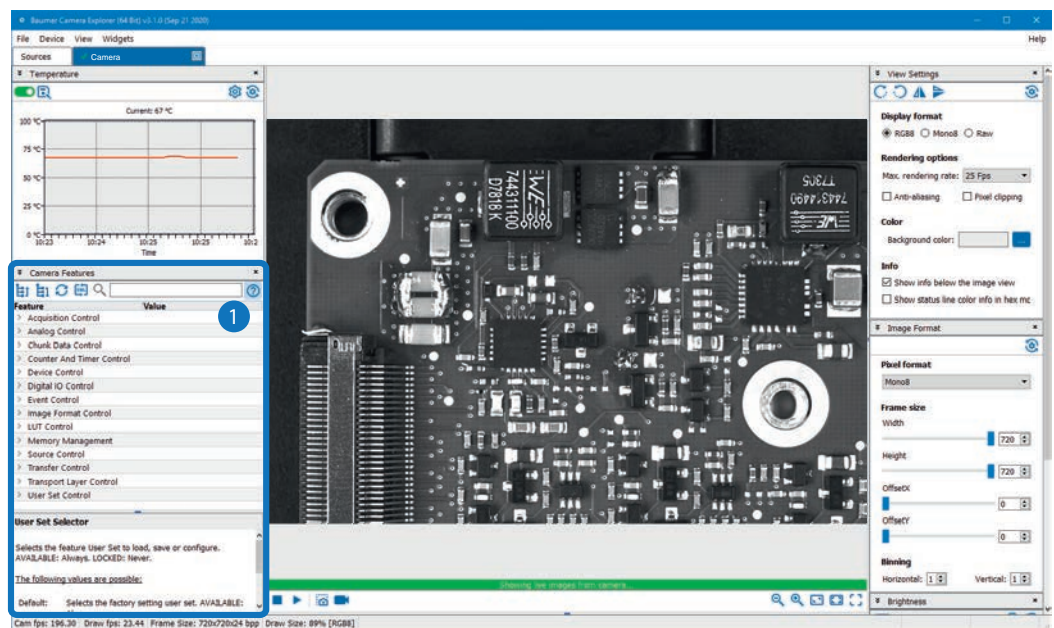 Baumer Camera Explorer (64 Bit) v3.1.0 (Sep 21 2020)
File Device View Widgets Help
Sources Camera
Temperature
Current: 67 °C
100 °C
75 °C
50 °C
25 °C
0 °C
10:23 10:24 10:25 10:25 10:2
Time
Camera Features
Feature Value
1
Acquisition Control
Analog Control
Chunk Data Control
Counter And Timer Control
Device Control
Digital IO Control
Event Control
Image Format Control
LUT Control
Memory Management
Source Control
Transfer Control
Transport Layer Control
User Set Control
User Set Selector
Selects the feature User Set to load, save or configure.
AVAILABLE: Always. LOCKED: Never.
The following values are possible:
Default: Selects the factory setting user set. AVAILABLE:
744311100
D7818 K
WE
T7305
744314490
WE
Showing live images from camera...
View Settings
Display format
RGB8 Mono8 Raw
Rendering options
Max. rendering rate: 25 Fps
Anti-aliasing Pixel clipping
Color
Background color: ...
Info
Show info below the image view
Show status line color info in hex mc
Image Format
Pixel format
Mono8
Frame size
Width
720
Height
720
OffsetX
0
OffsetY
0
Binning
Horizontal: 1 Vertical: 1
Brightness
Cam fps: 196.30 Draw fps: 23.44 Frame Size: 720x720x24 bpp Draw Size: 89% [RGB8]